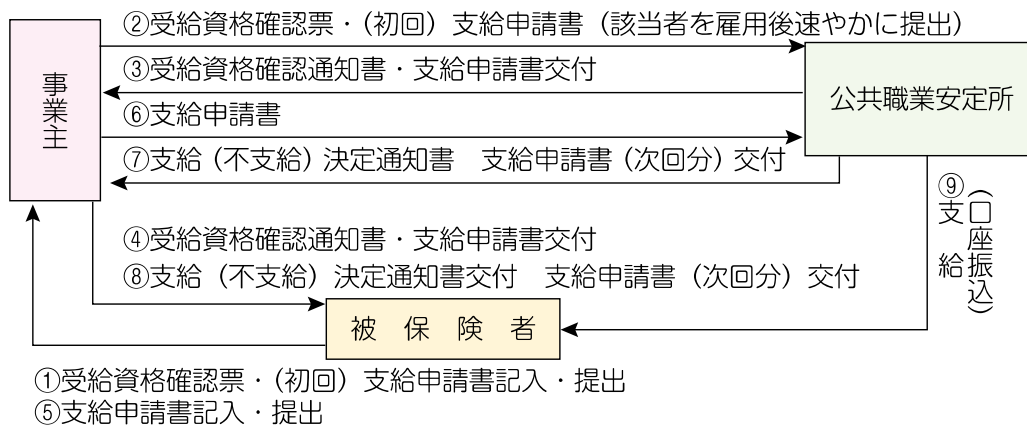 ②受給資格確認票・(初回) 支給申請書 (該当者を雇用後速やかに提出)
事業主
③受給資格確認通知書・支給申請書交付
公共職業安定所
⑥支給申請書
⑦支給 (不支給) 決定通知書　支給申請書 (次回分) 交付
⑨支　給
(口座振込)
④受給資格確認通知書・支給申請書交付
⑧支給 (不支給) 決定通知書交付　支給申請書 (次回分) 交付
被　保　険　者
①受給資格確認票・(初回) 支給申請書記入・提出
⑤支給申請書記入・提出